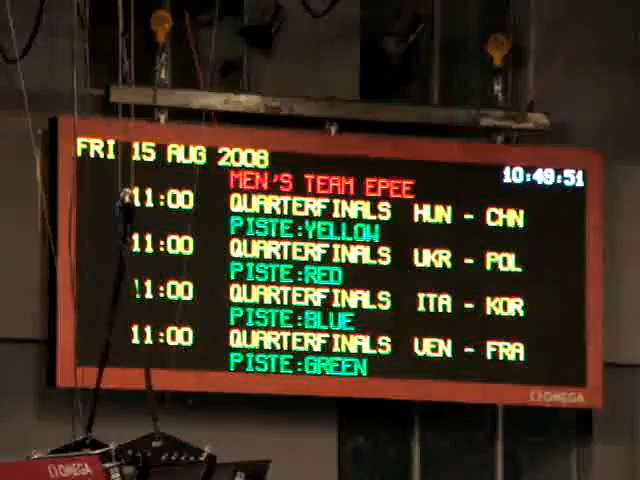 FRI 15 AUG 2008 10:49:51
MEN'S TEAM EPEE
11:00 QUARTERFINALS HUN - CHN
PISTE:YELLOW
11:00 QUARTERFINALS UKR - POL
PISTE:RED
11:00 QUARTERFINALS ITA - KOR
PISTE:BLUE
11:00 QUARTERFINALS VEN - FRA
PISTE:GREEN
Ω OMEGA
Ω OMEGA